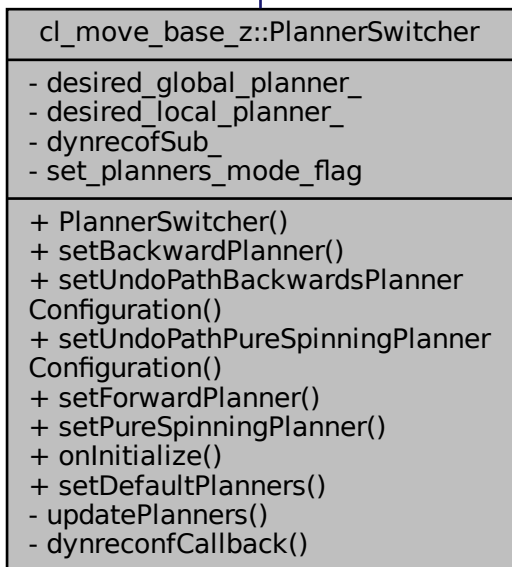 cl_move_base_z::PlannerSwitcher
- desired_global_planner_
- desired_local_planner_
- dynrecofSub_
- set_planners_mode_flag
+ PlannerSwitcher()
+ setBackwardPlanner()
+ setUndoPathBackwardsPlanner
Configuration()
+ setUndoPathPureSpinningPlanner
Configuration()
+ setForwardPlanner()
+ setPureSpinningPlanner()
+ onInitialize()
+ setDefaultPlanners()
- updatePlanners()
- dynreconfCallback()